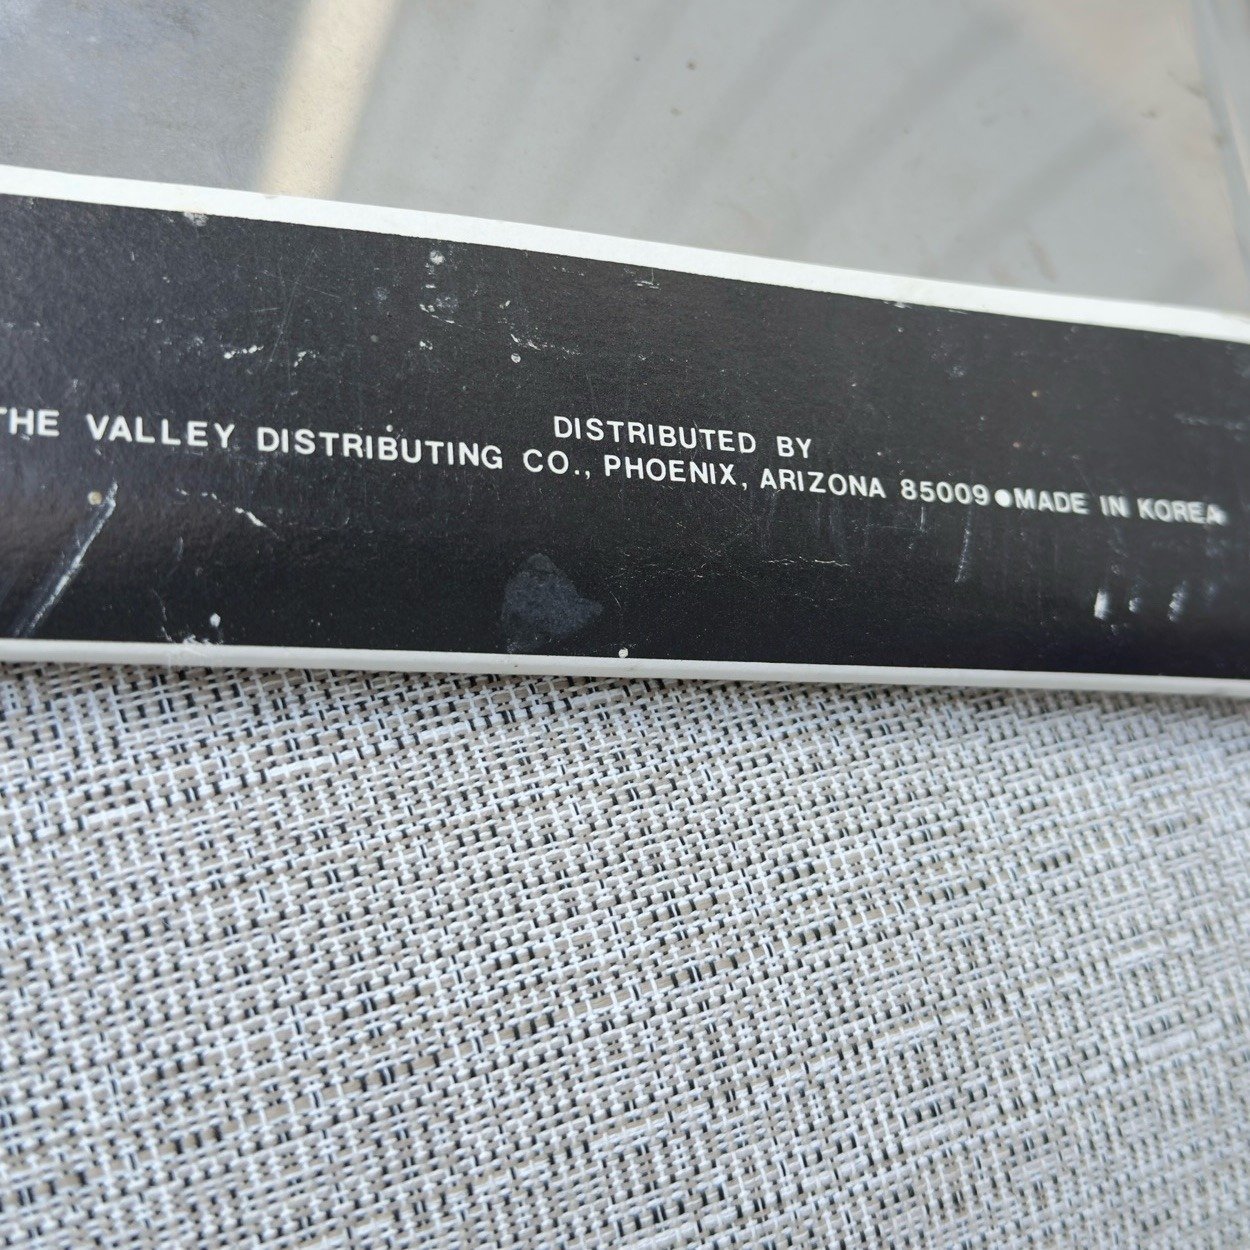 DISTRIBUTED BY
THE VALLEY DISTRIBUTING CO., PHOENIX, ARIZONA 85009●MADE IN KOREA